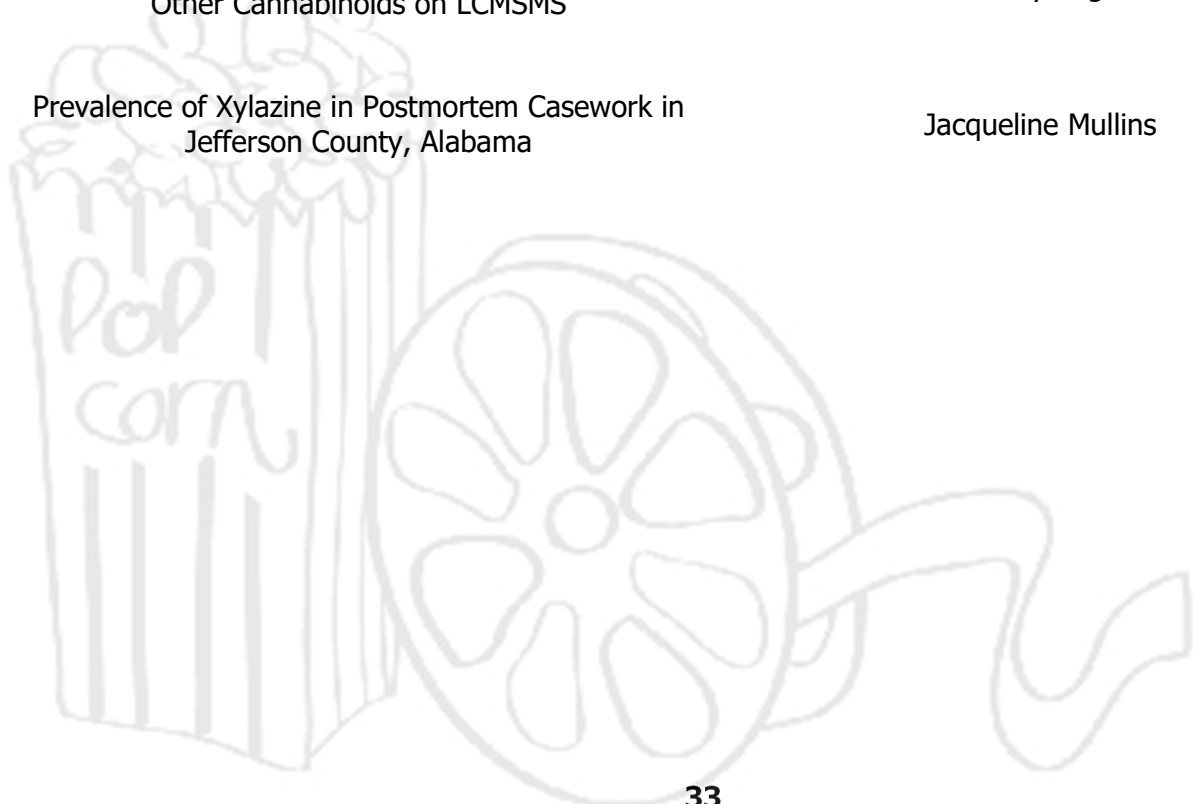 Other Cannabinoids on LCMSMS
Prevalence of Xylazine in Postmortem Casework in
Jefferson County, Alabama
Jacqueline Mullins
Pop
corn
33